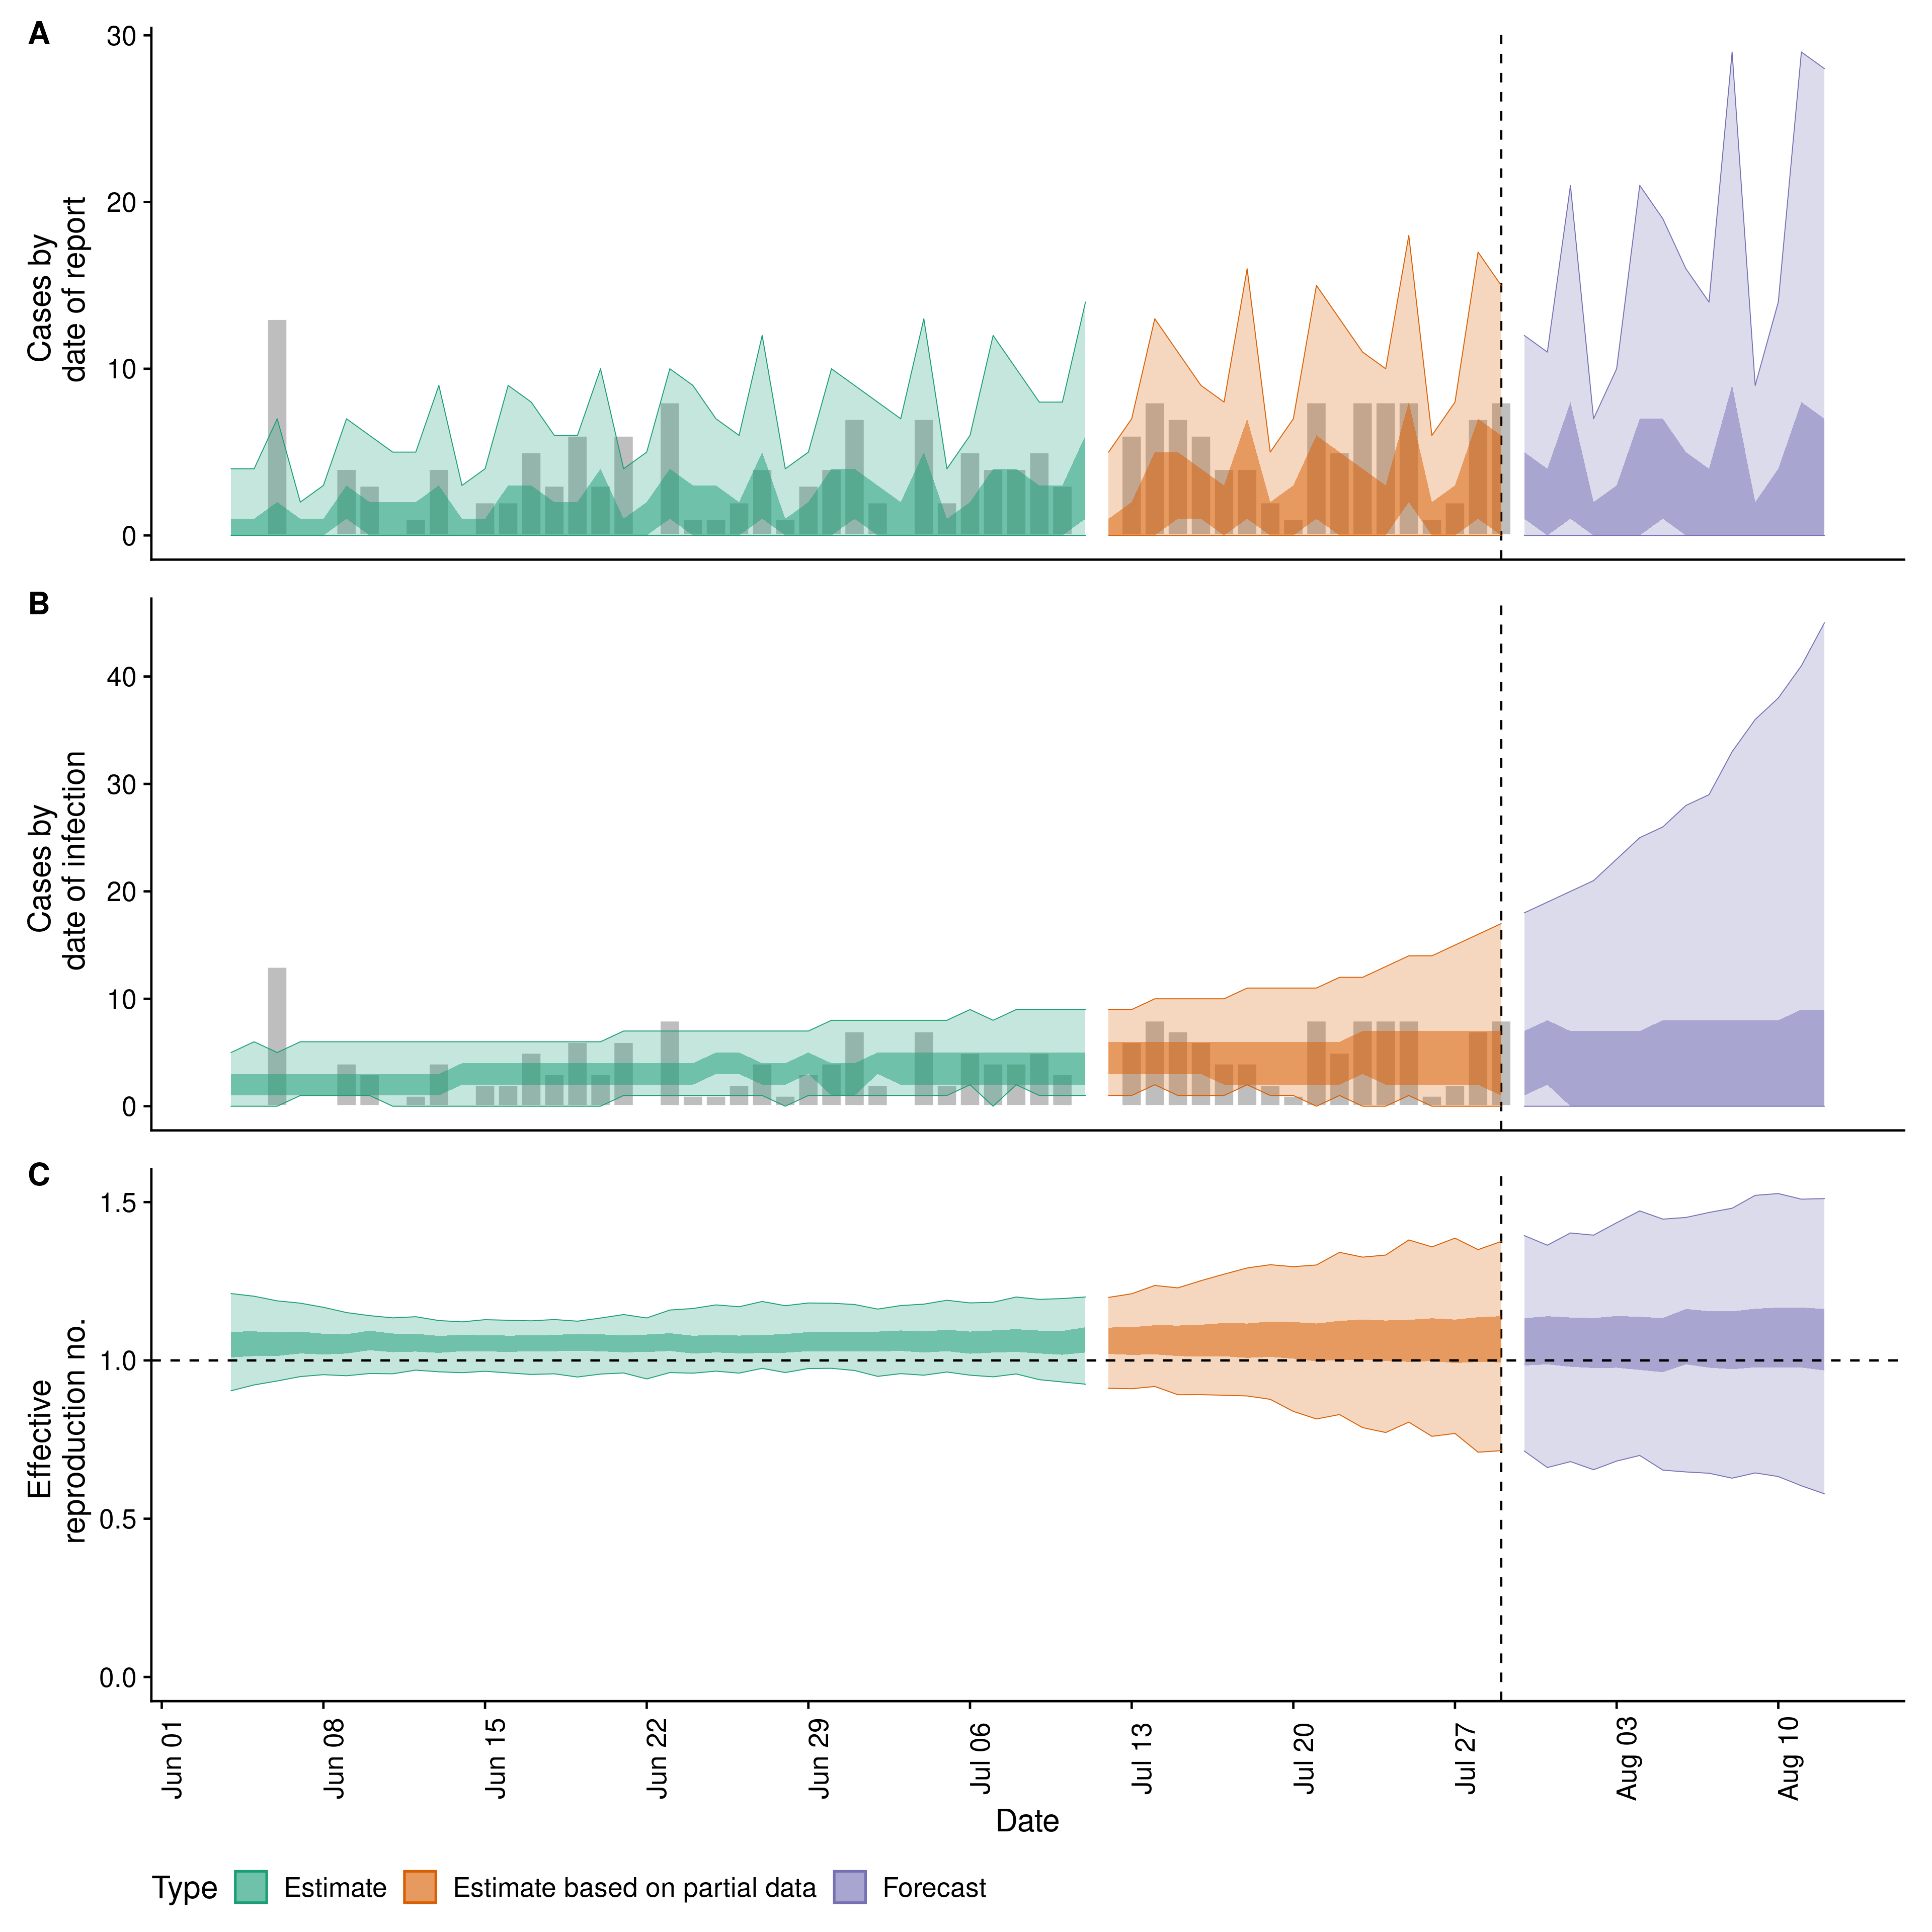 A
Cases by
date of report
30
20
10
0
B
Cases by
date of infection
40
30
20
10
0
C
Effective
reproduction no.
1.5
1.0
0.5
0.0
Jun 01
Jun 08
Jun 15
Jun 22
Jun 29
Jul 06
Jul 13
Jul 20
Jul 27
Aug 03
Aug 10
Date
Type Estimate Estimate based on partial data Forecast